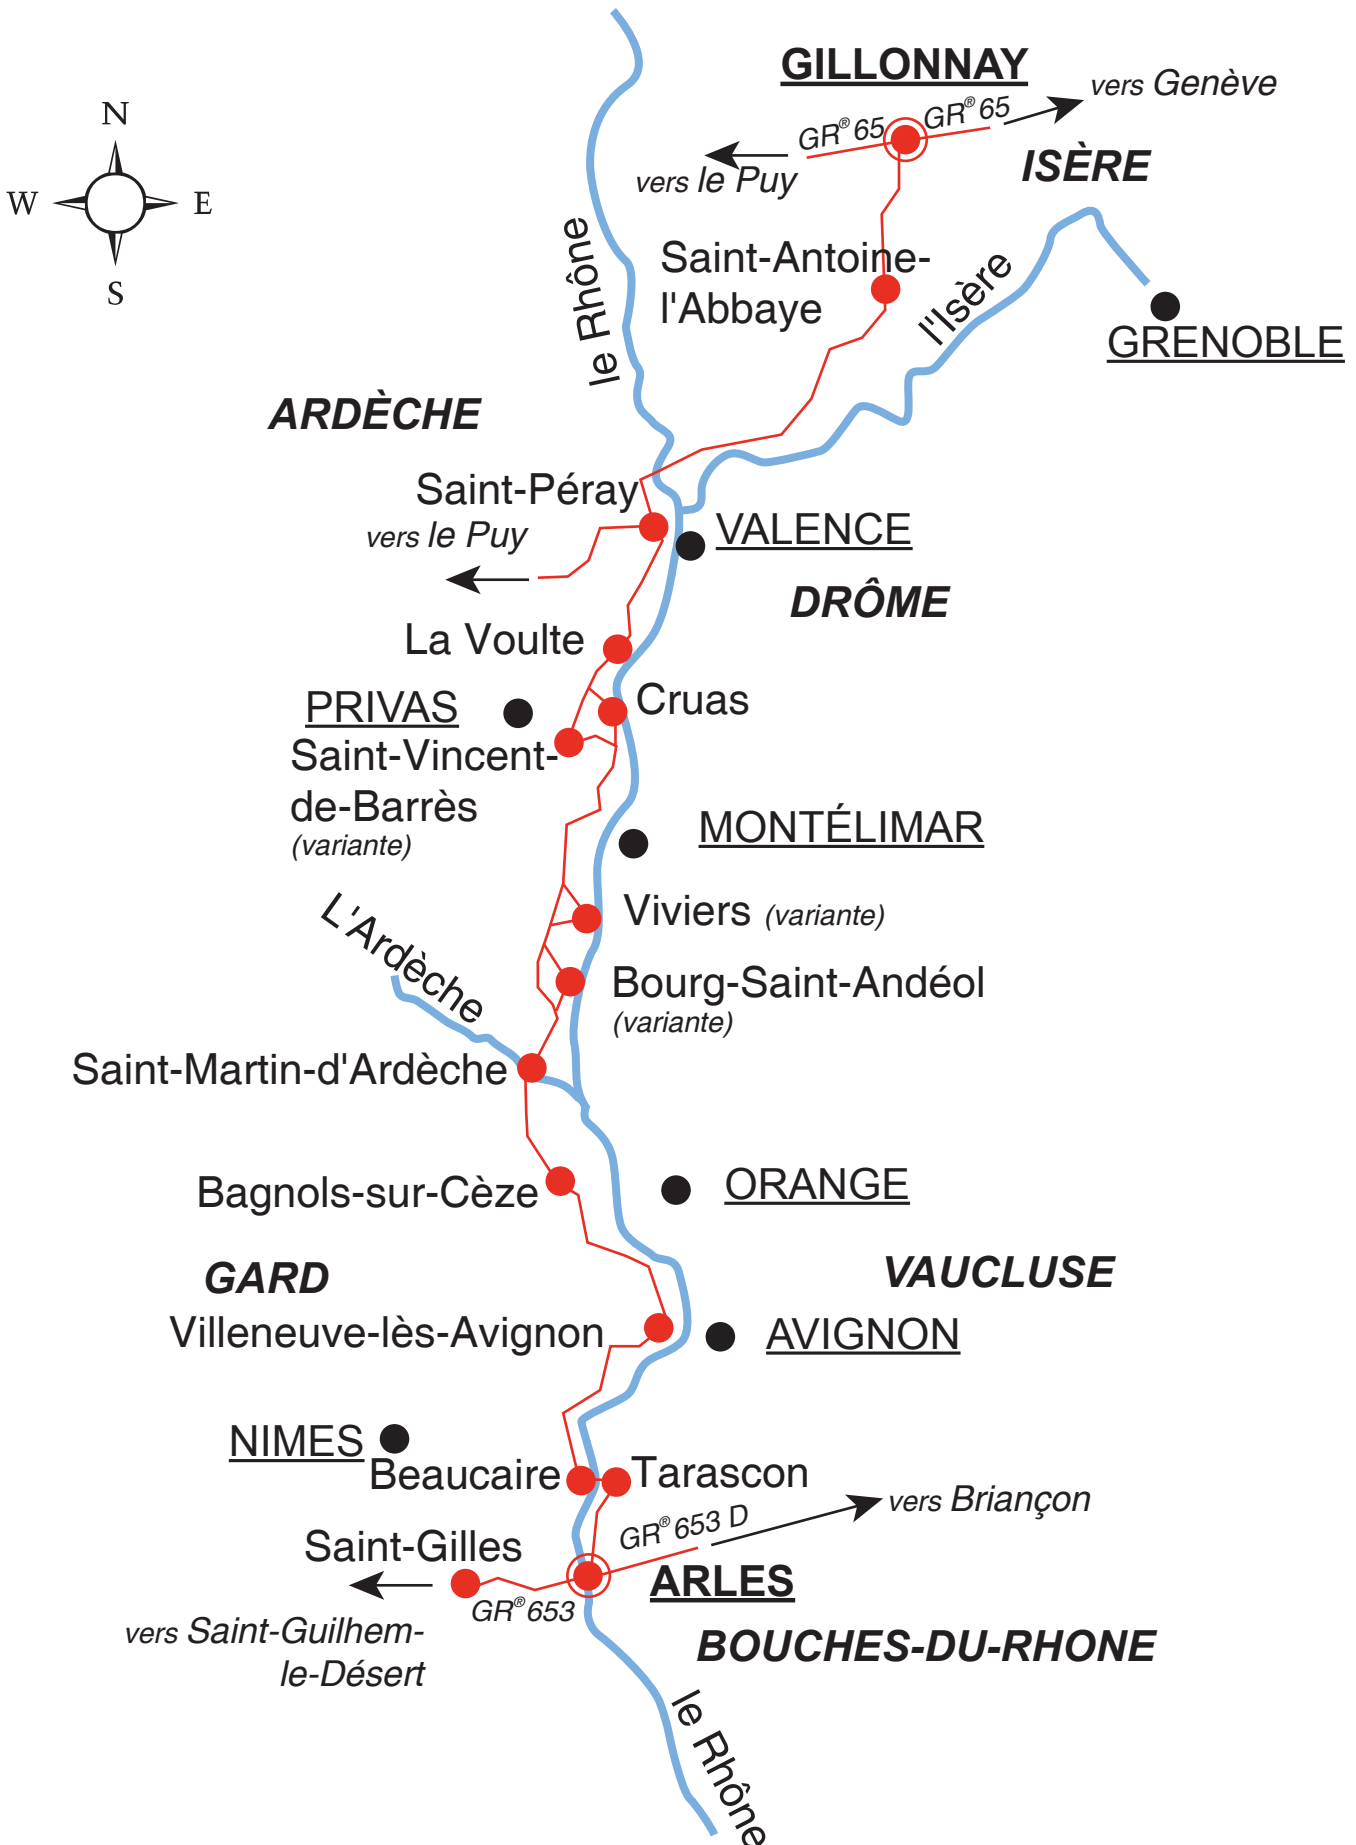 GILLONNAY
vers Genève
GR® 65
GR® 65
N
W
E
S
vers le Puy
ISÈRE
le Rhône
Saint-Antoine-
l'Abbaye
l'Isère
GRENOBLE
ARDÈCHE
Saint-Péray
vers le Puy
VALENCE
DRÔME
La Voulte
PRIVAS
Cruas
Saint-Vincent-
de-Barrès
(variante)
MONTÉLIMAR
L'Ardèche
Viviers (variante)
Bourg-Saint-Andéol
(variante)
Saint-Martin-d'Ardèche
Bagnols-sur-Cèze
ORANGE
GARD
VAUCLUSE
Villeneuve-lès-Avignon
AVIGNON
NIMES
Beaucaire
Tarascon
vers Briançon
GR® 653 D
Saint-Gilles
ARLES
GR® 653
vers Saint-Guilhem-
le-Désert
BOUCHES-DU-RHONE
le Rhône